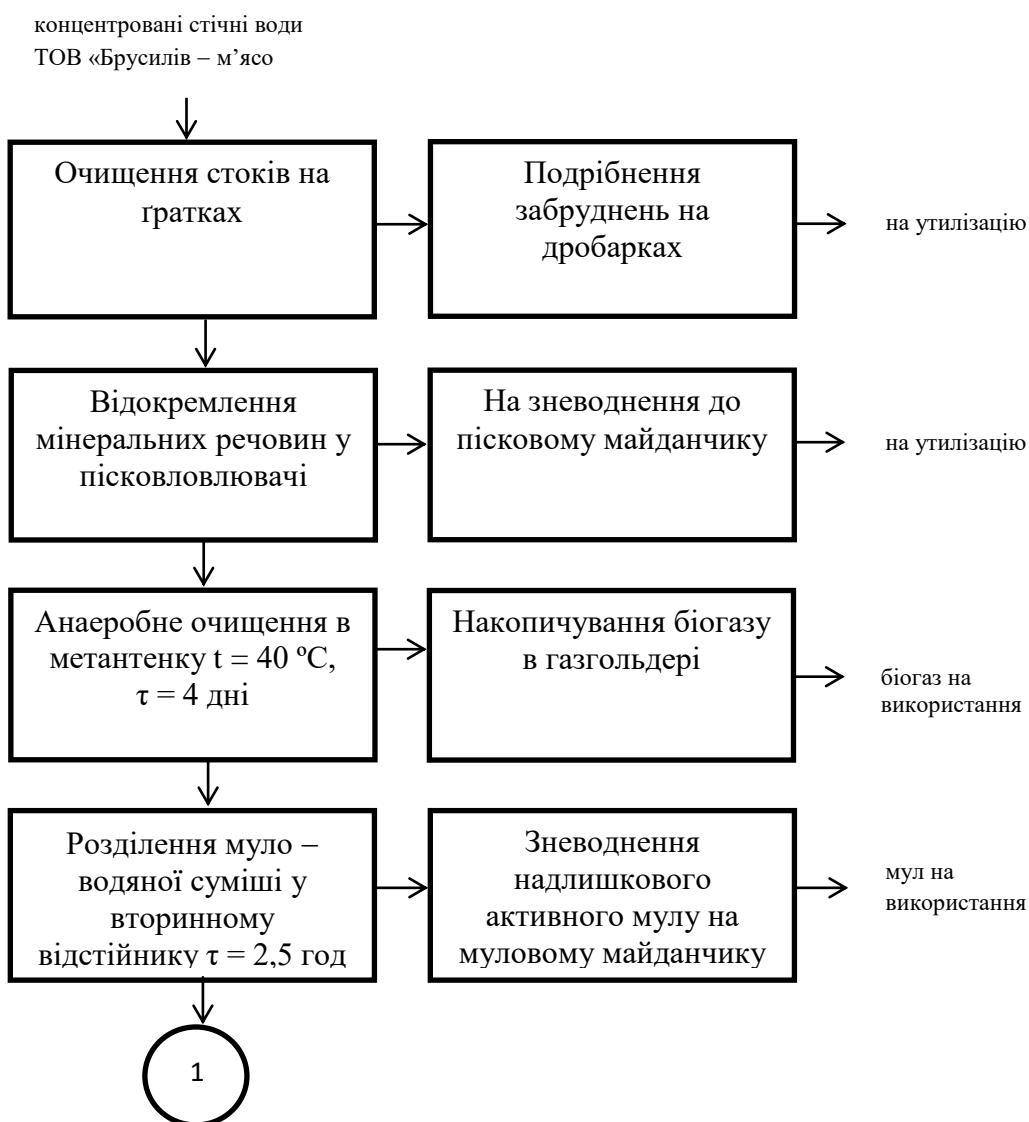 концентровані стічні води
ТОВ «Брусилів – м’ясо
Очищення стоків на
ґратках
Подрібнення
забруднень на
дробарках
на утилізацію
Відокремлення
мінеральних речовин у
пісковловлювачі
На зневоднення до
пісковому майданчику
на утилізацію
Анаеробне очищення в
метантенку t = 40 ºС,
τ = 4 дні
Накопичування біогазу
в газгольдері
біогаз на
використання
Розділення муло –
водяної суміші у
вторинному
відстійнику τ = 2,5 год
Зневоднення
надлишкового
активного мулу на
муловому майданчику
мул на
використання
1